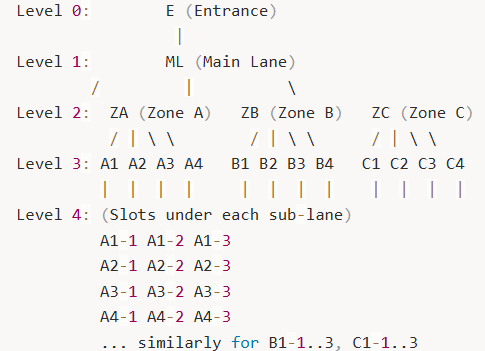 Level 0: E (Entrance)
|
Level 1: ML (Main Lane)
/ | \
Level 2: ZA (Zone A) ZB (Zone B) ZC (Zone C)
/ | \ \ / | \ \ / | \ \
Level 3: A1 A2 A3 A4 B1 B2 B3 B4 C1 C2 C3 C4
| | | | | | | | | | | |
Level 4: (Slots under each sub-lane)
A1-1 A1-2 A1-3
A2-1 A2-2 A2-3
A3-1 A3-2 A3-3
A4-1 A4-2 A4-3
... similarly for B1-1..3, C1-1..3